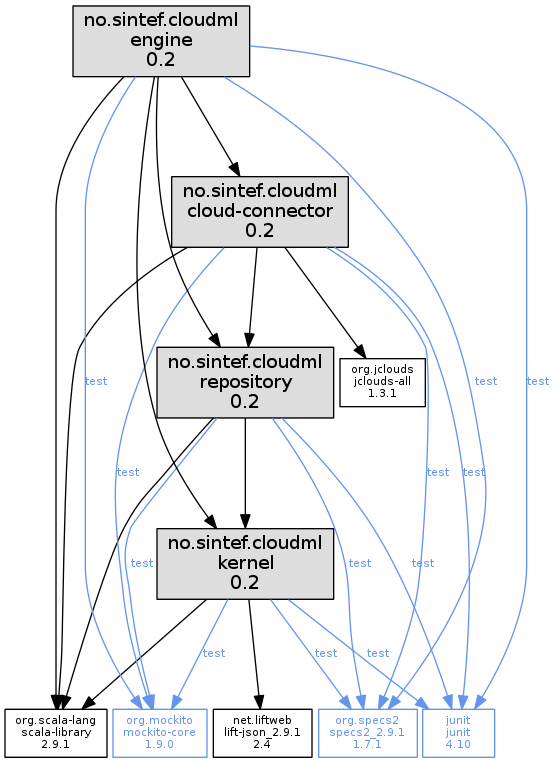 no.sintef.cloudml
engine
0.2
no.sintef.cloudml
cloud-connector
0.2
no.sintef.cloudml
repository
0.2
org.jclouds
jclouds-all
1.3.1
test
test
test
test
test
test
no.sintef.cloudml
kernel
0.2
test
test
test
test
test
test
org.scala-lang
scala-library
2.9.1
org.mockito
mockito-core
1.9.0
net.liftweb
lift-json_2.9.1
2.4
org.specs2
specs2_2.9.1
1.7.1
junit
junit
4.10